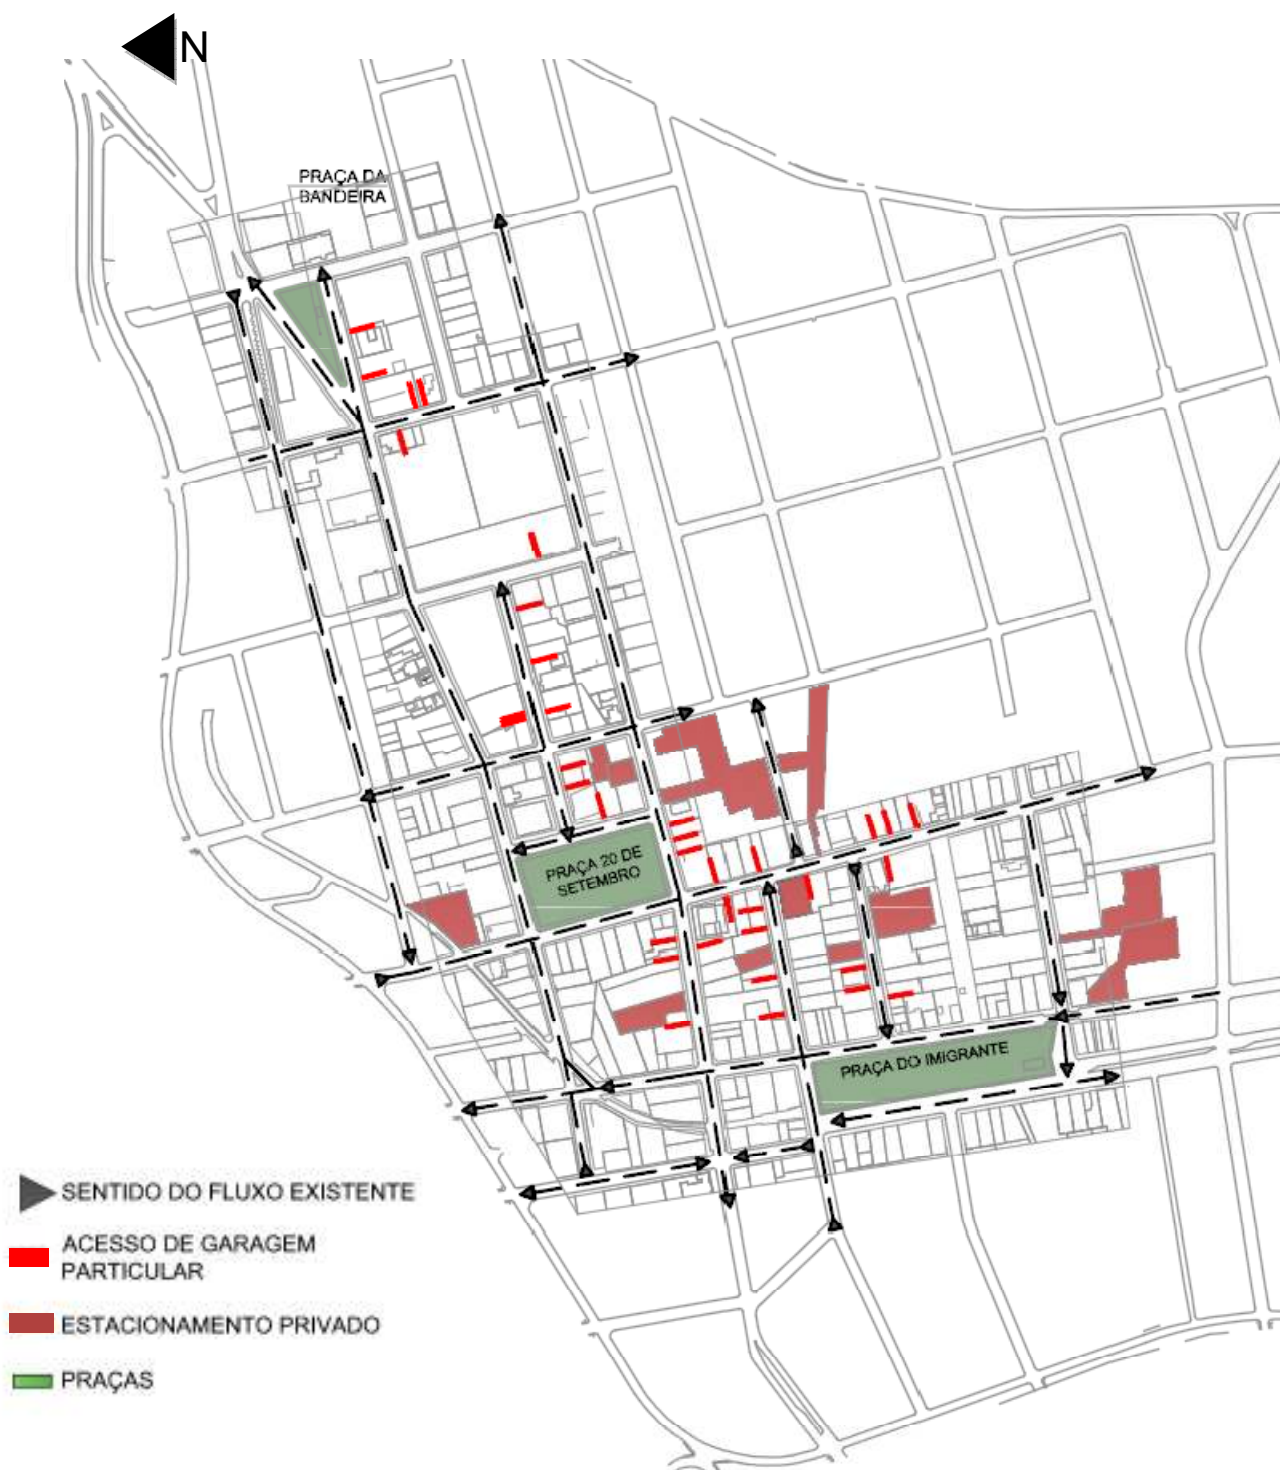 N
PRAÇA DA
BANDEIRA
PRAÇA 20 DE
SETEMBRO
PRAÇA DO IMIGRANTE
SENTIDO DO FLUXO EXISTENTE
ACESSO DE GARAGEM
PARTICULAR
ESTACIONAMENTO PRIVADO
PRAÇAS